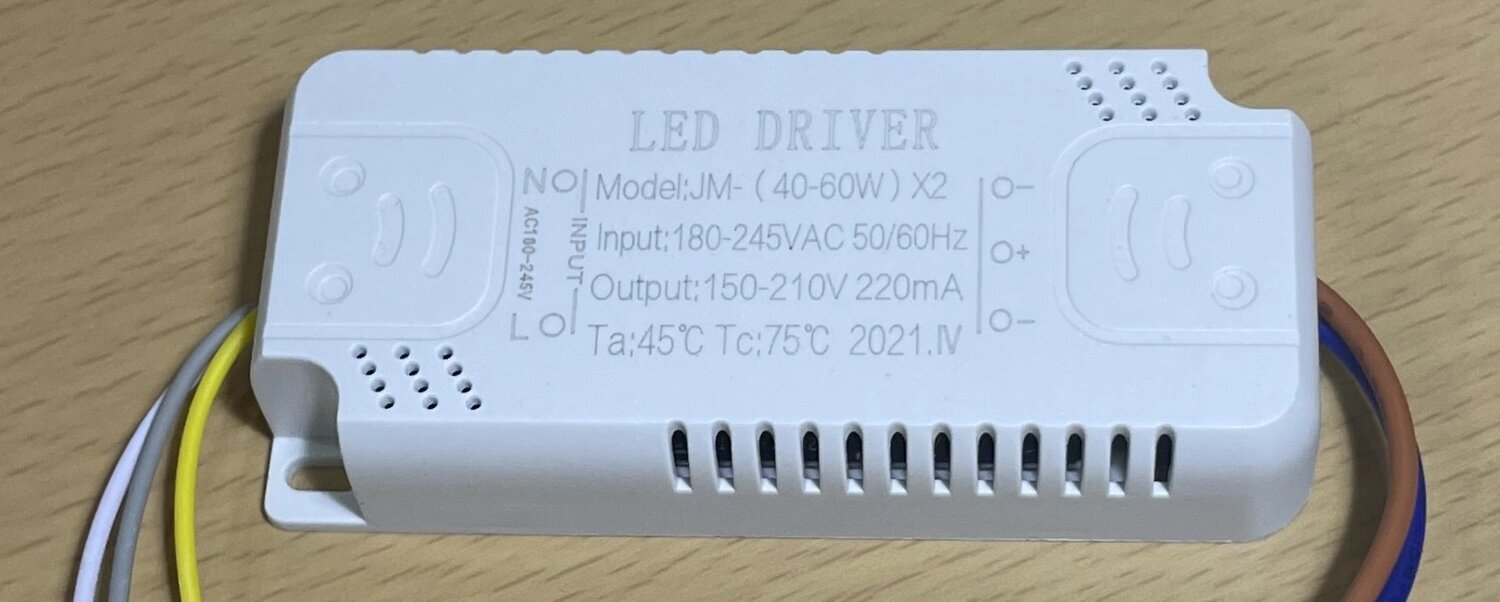 LED DRIVER
Model:JM-（40-60W）X2
Input:180-245VAC 50/60Hz
Output:150-210V 220mA
Ta:45℃ Tc:75℃ 2021.IV
N
L
AC180-245V
INPUT
-
+
-